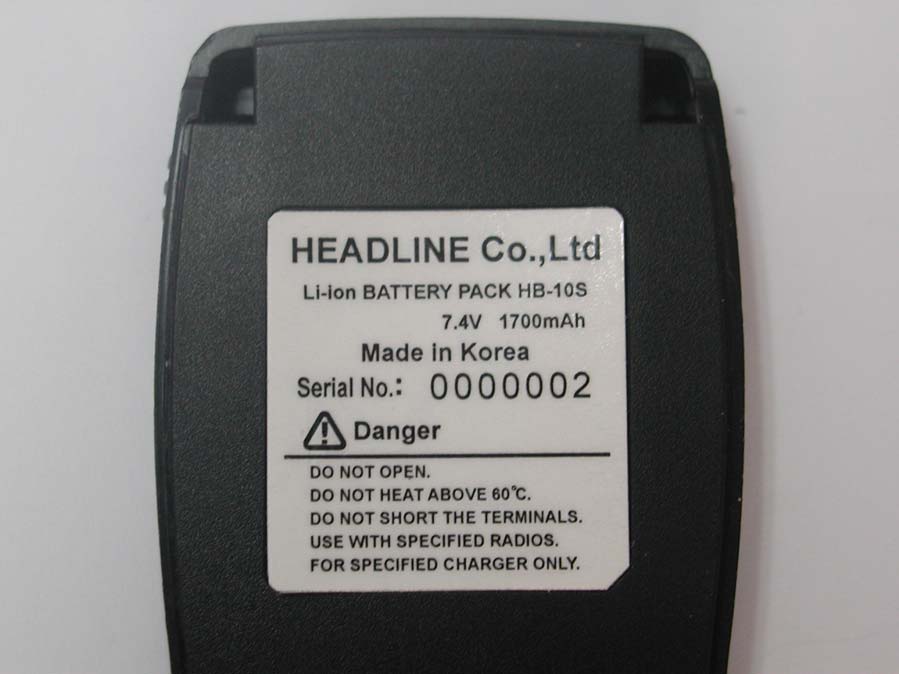 HEADLINE Co.,Ltd
Li-ion BATTERY PACK HB-10S
7.4V 1700mAh
Made in Korea
Serial No.: 0000002
Danger
DO NOT OPEN.
DO NOT HEAT ABOVE 60℃.
DO NOT SHORT THE TERMINALS.
USE WITH SPECIFIED RADIOS.
FOR SPECIFIED CHARGER ONLY.